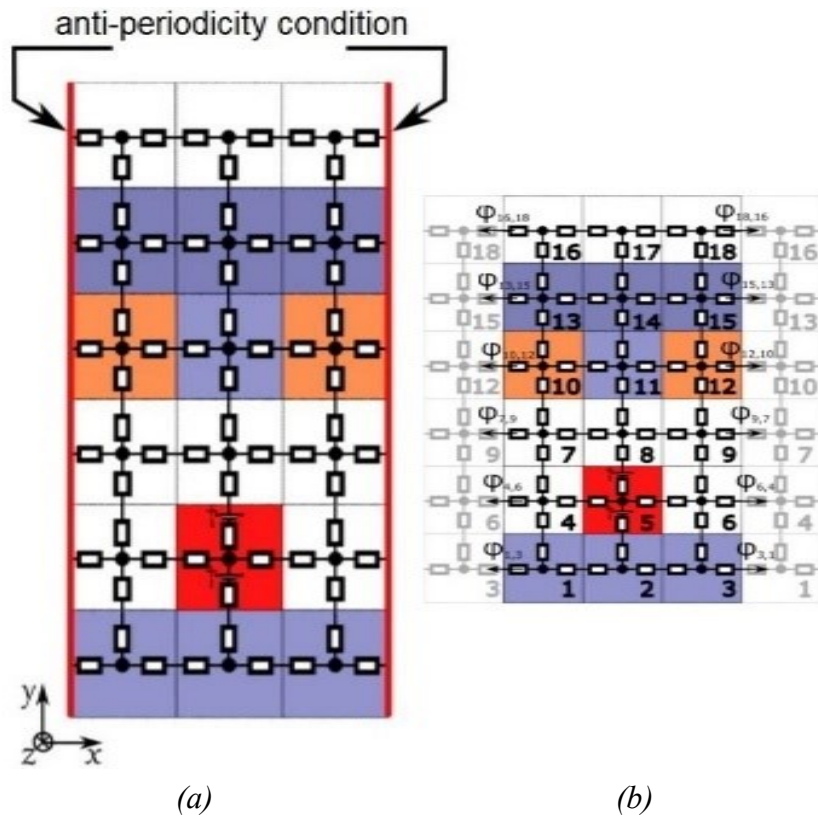 anti-periodicity condition
y
z x
(a)
φ16,18 φ18,16
18 16 17 18 16
φ13,15 φ15,13
15 13 14 15 13
φ10,12 φ12,10
12 10 11 12 10
φ7,9 φ9,7
9 7 8 9 7
φ4,6 φ6,4
6 4 5 6 4
φ1,3 φ3,1
3 1 2 3 1
(b)